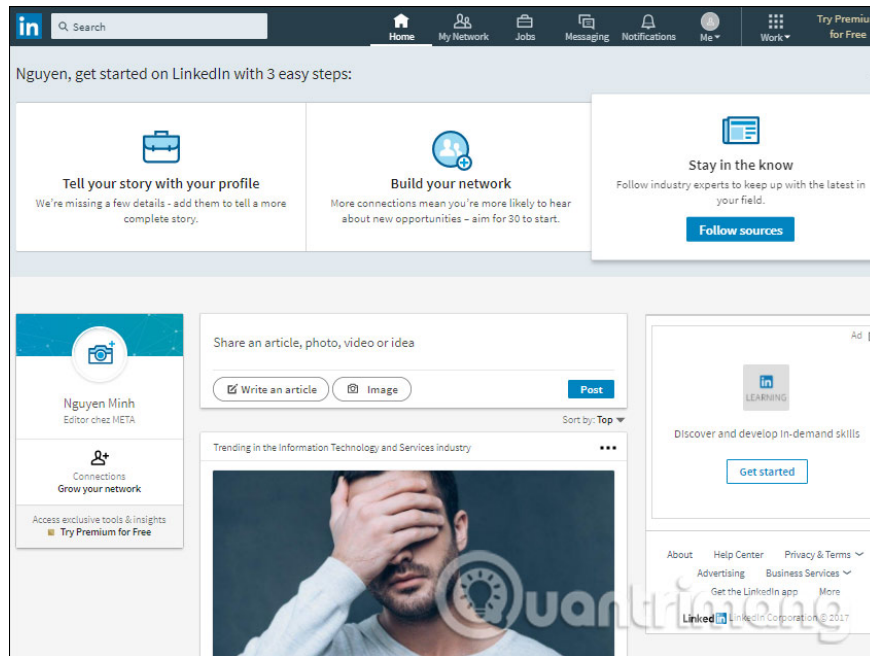 in Search
Home My Network Jobs Messaging Notifications Me Work Try Premiu
for Free
Nguyen, get started on LinkedIn with 3 easy steps:
Tell your story with your profile
We're missing a few details - add them to tell a more
complete story.
Build your network
More connections mean you're more likely to hear
about new opportunities – aim for 30 to start.
Stay in the know
Follow industry experts to keep up with the latest in
your field.
Follow sources
Nguyen Minh
Editor chez META
Connections
Grow your network
Access exclusive tools & insights
Try Premium for Free
Share an article, photo, video or idea
Write an article Image Post
Sort by: Top
Trending in the Information Technology and Services industry
Ad
in
LEARNING
Discover and develop in-demand skills
Get started
About Help Center Privacy & Terms
Advertising Business Services
Get the LinkedIn app More
Linkedin LinkedIn Corporation © 2017
Quantrimang